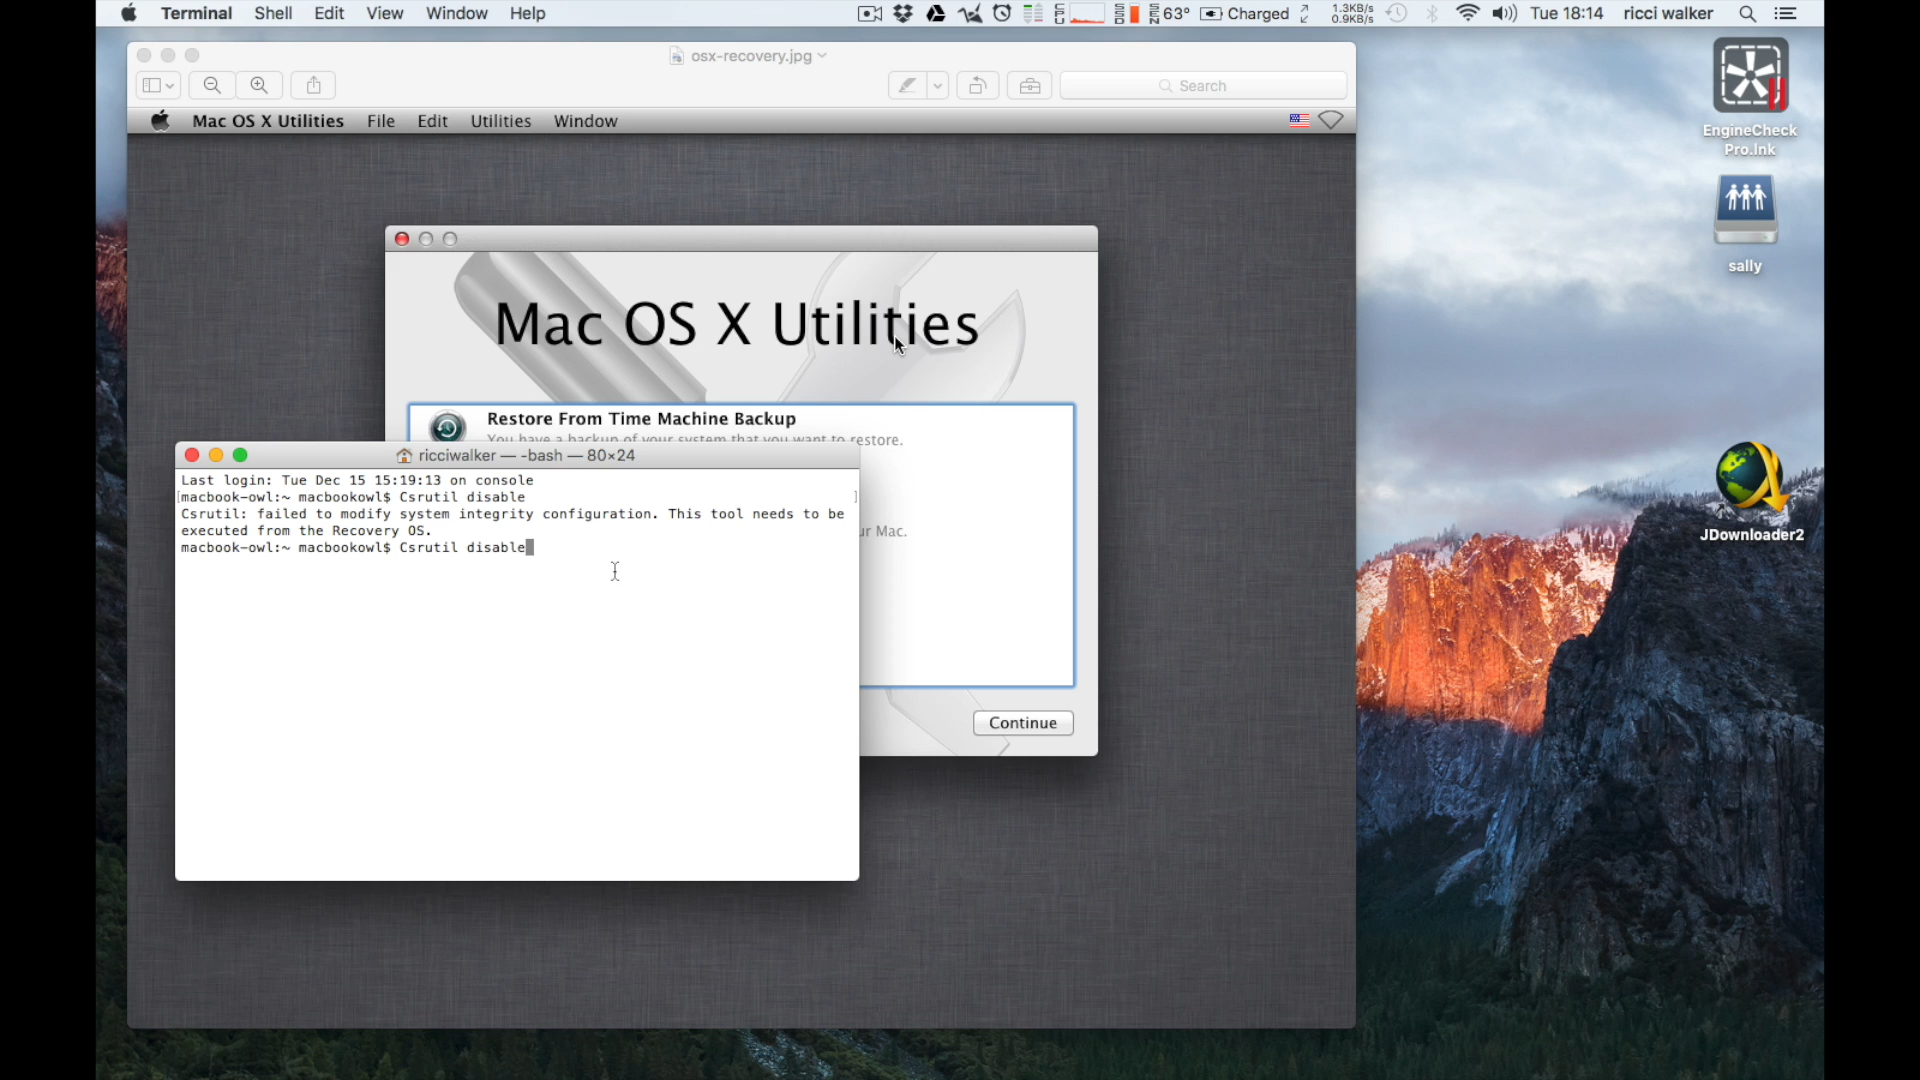 Terminal Shell Edit View Window Help
CPU SSD SEN 63° Charged 1.3KB/s 0.9KB/s Tue 18:14 ricci walker
osx-recovery.jpg
Search
Mac OS X Utilities File Edit Utilities Window
Mac OS X Utilities
Restore From Time Machine Backup
You have a backup of your system that you want to restore.
ur Mac.
Continue
ricciwalker — -bash — 80×24
Last login: Tue Dec 15 15:19:13 on console
[macbook-owl:~ macbookowl$ Csrutil disable ]
Csrutil: failed to modify system integrity configuration. This tool needs to be
executed from the Recovery OS.
macbook-owl:~ macbookowl$ Csrutil disable
EngineCheck
Pro.lnk
sally
JDownloader2